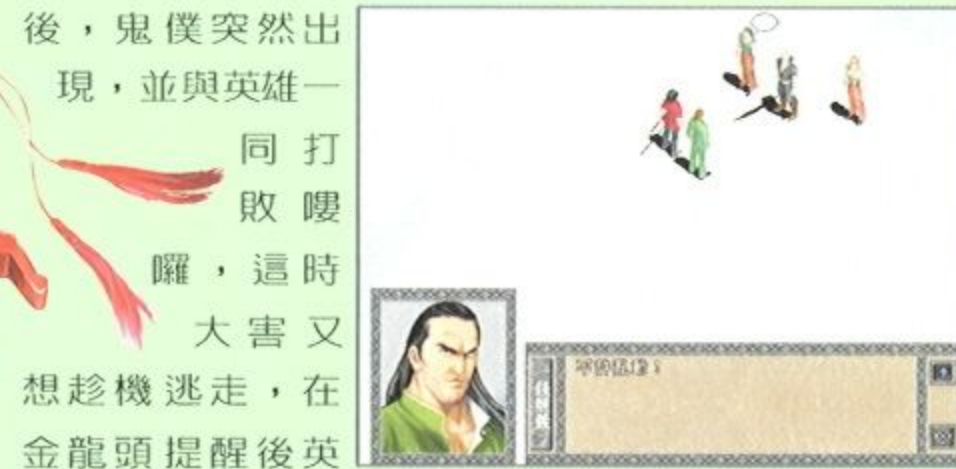 後，鬼僕突然出
現，並與英雄一
同打
敗嘍
囉，這時
大害又
想趁機逃走，在
金龍頭提醒後英